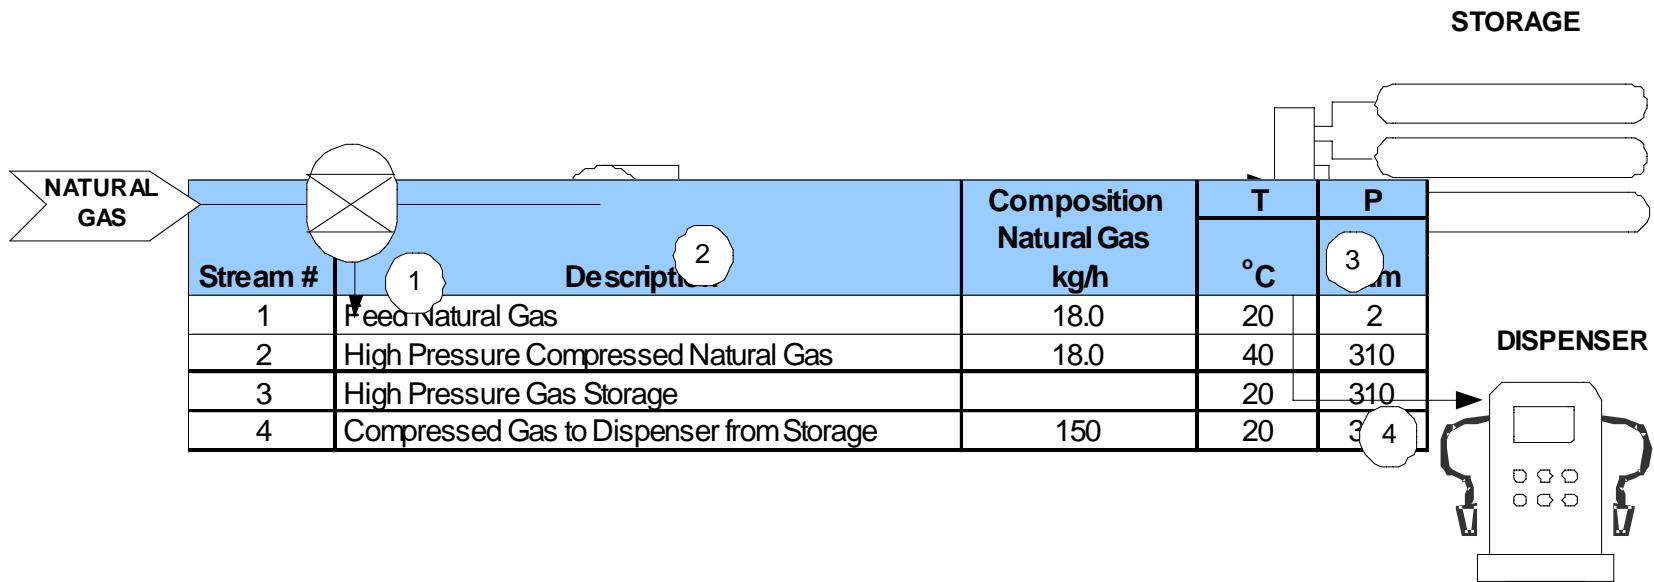 STORAGE
NATURAL
GAS
Composition
Natural Gas
kg/h
T
P
Stream #
°C
1
2
3
1 Feed Natural Gas 18.0 20 2
2 High Pressure Compressed Natural Gas 18.0 40 310
3 High Pressure Gas Storage 20 310
4 Compressed Gas to Dispenser from Storage 150 20
4
DISPENSER